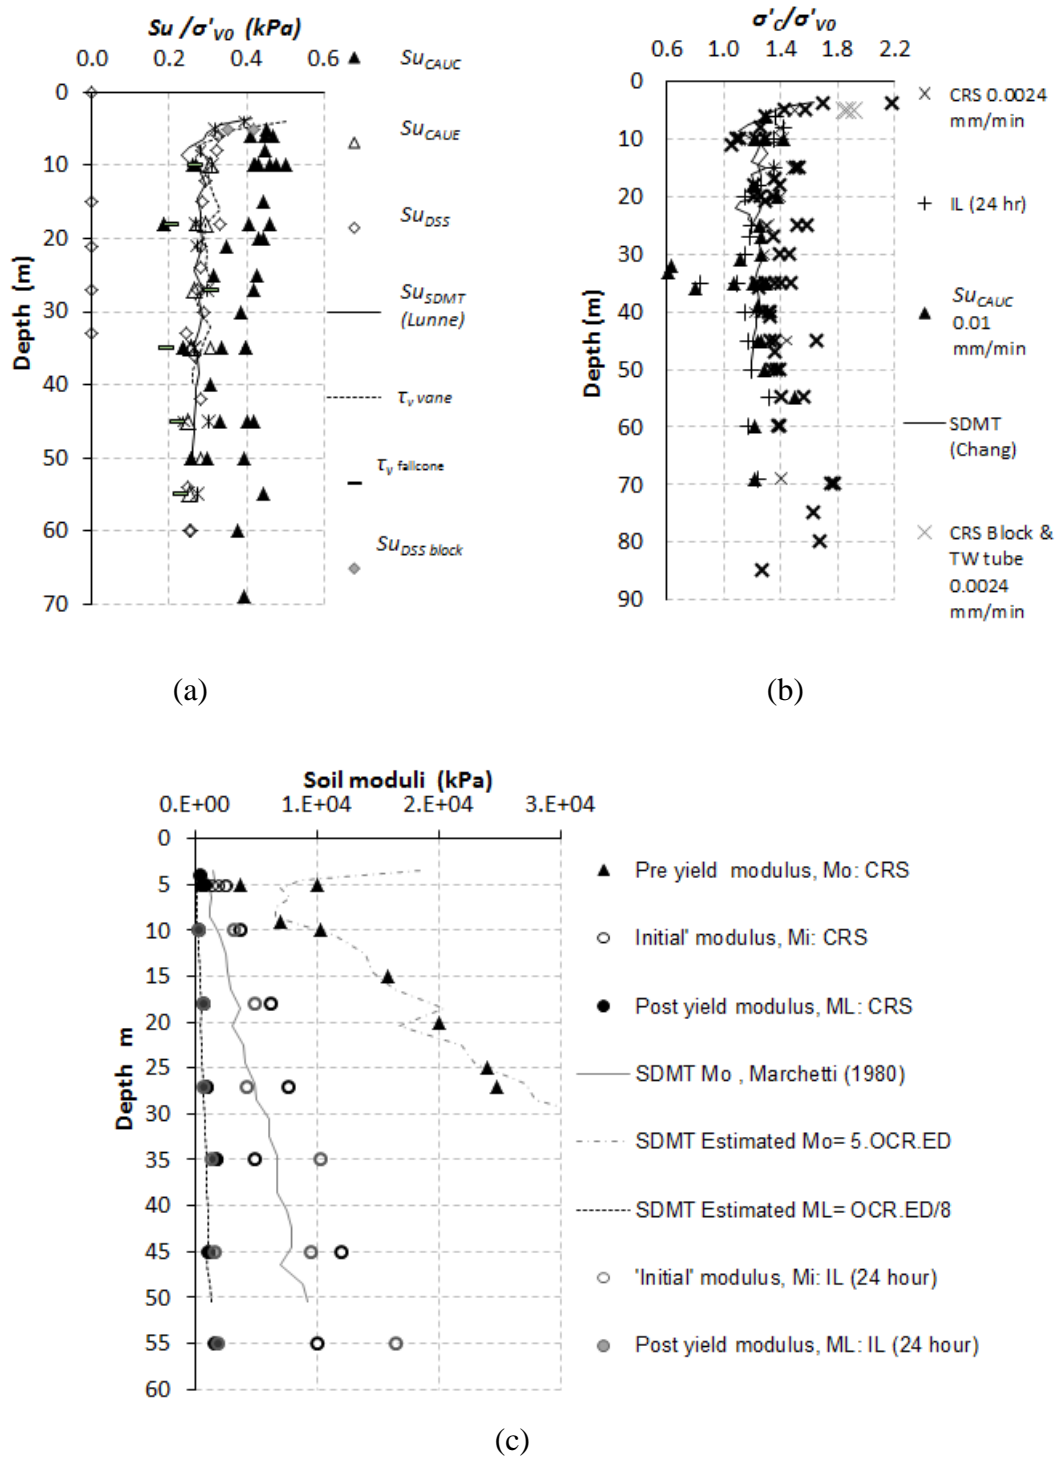 Su /σ'V0 (kPa)
0.0 0.2 0.4 0.6
0
10
20
30
40
50
60
70
Depth (m)
SuCAUC
SuCAUE
SuDSS
SuSDMT
(Lunne)
τv vane
τv fallcone
SuDSS block
(a)
σ'C/σ'V0
0.6 1.0 1.4 1.8 2.2
0
10
20
30
40
50
60
70
80
90
Depth (m)
CRS 0.0024
mm/min
IL (24 hr)
SuCAUC
0.01
mm/min
SDMT
(Chang)
CRS Block &
TW tube
0.0024
mm/min
(b)
Soil moduli (kPa)
0.E+00 1.E+04 2.E+04 3.E+04
0
5
10
15
20
25
30
35
40
45
50
55
60
Depth m
Pre yield modulus, Mo: CRS
Initial' modulus, Mi: CRS
Post yield modulus, ML: CRS
SDMT Mo , Marchetti (1980)
SDMT Estimated Mo= 5.OCR.ED
SDMT Estimated ML= OCR.ED/8
'Initial' modulus, Mi: IL (24 hour)
Post yield modulus, ML: IL (24 hour)
(c)